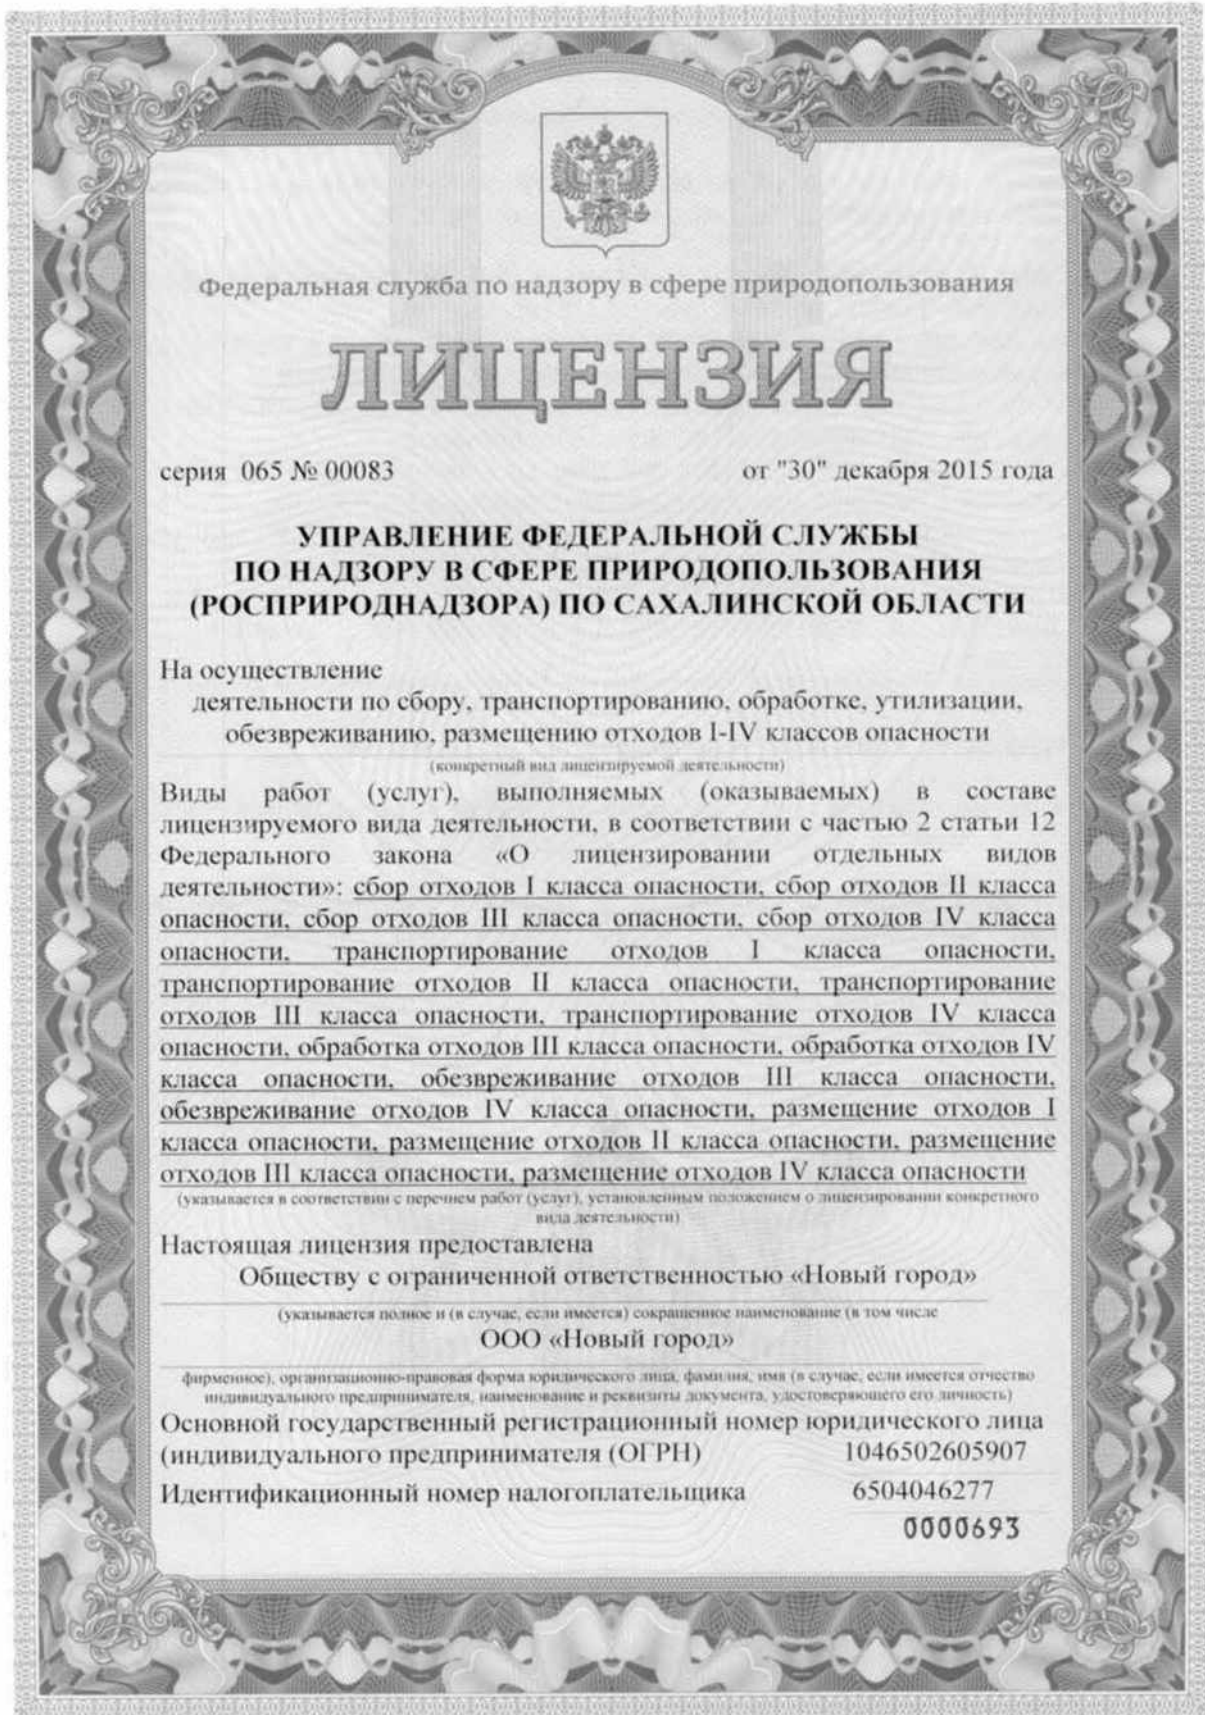 Федеральная служба по надзору в сфере природопользования
ЛИЦЕНЗИЯ
серия 065 № 00083 от "30" декабря 2015 года
УПРАВЛЕНИЕ ФЕДЕРАЛЬНОЙ СЛУЖБЫ
ПО НАДЗОРУ В СФЕРЕ ПРИРОДОПОЛЬЗОВАНИЯ
(РОСПРИРОДНАДЗОРА) ПО САХАЛИНСКОЙ ОБЛАСТИ
На осуществление
деятельности по сбору, транспортированию, обработке, утилизации,
обезвреживанию, размещению отходов I-IV классов опасности
(конкретный вид лицензируемой деятельности)
Виды работ (услуг), выполняемых (оказываемых) в составе
лицензируемого вида деятельности, в соответствии с частью 2 статьи 12
Федерального закона «О лицензировании отдельных видов
деятельности»: сбор отходов I класса опасности, сбор отходов II класса
опасности, сбор отходов III класса опасности, сбор отходов IV класса
опасности, транспортирование отходов I класса опасности,
транспортирование отходов II класса опасности, транспортирование
отходов III класса опасности, транспортирование отходов IV класса
опасности, обработка отходов III класса опасности, обработка отходов IV
класса опасности, обезвреживание отходов III класса опасности,
обезвреживание отходов IV класса опасности, размещение отходов I
класса опасности, размещение отходов II класса опасности, размещение
отходов III класса опасности, размещение отходов IV класса опасности
(указывается в соответствии с перечнем работ (услуг), установленным положением о лицензировании конкретного
вида деятельности)
Настоящая лицензия предоставлена
Обществу с ограниченной ответственностью «Новый город»
(указывается полное и (в случае, если имеется) сокращенное наименование (в том числе
ООО «Новый город»
фирменное), организационно-правовая форма юридического лица, фамилия, имя (в случае, если имеется отчество
индивидуального предпринимателя, наименование и реквизиты документа, удостоверяющего его личность)
Основной государственный регистрационный номер юридического лица
(индивидуального предпринимателя (ОГРН) 1046502605907
Идентификационный номер налогоплательщика 6504046277
0000693